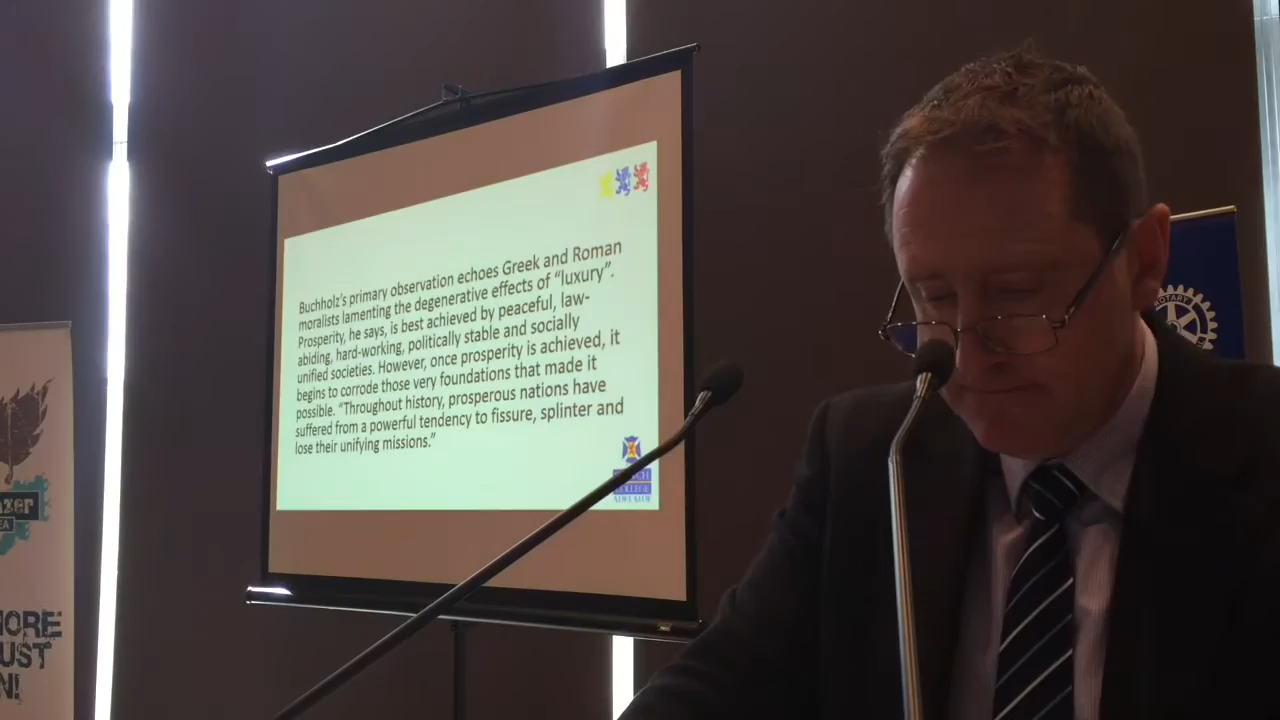 Buchholz's primary observation echoes Greek and Roman
moralists lamenting the degenerative effects of “luxury”.
Prosperity, he says, is best achieved by peaceful, law-
abiding, hard-working, politically stable and socially
unified societies. However, once prosperity is achieved, it
begins to corrode those very foundations that made it
possible. “Throughout history, prosperous nations have
suffered from a powerful tendency to fissure, splinter and
lose their unifying missions.”
COLLEGE
ROTARY